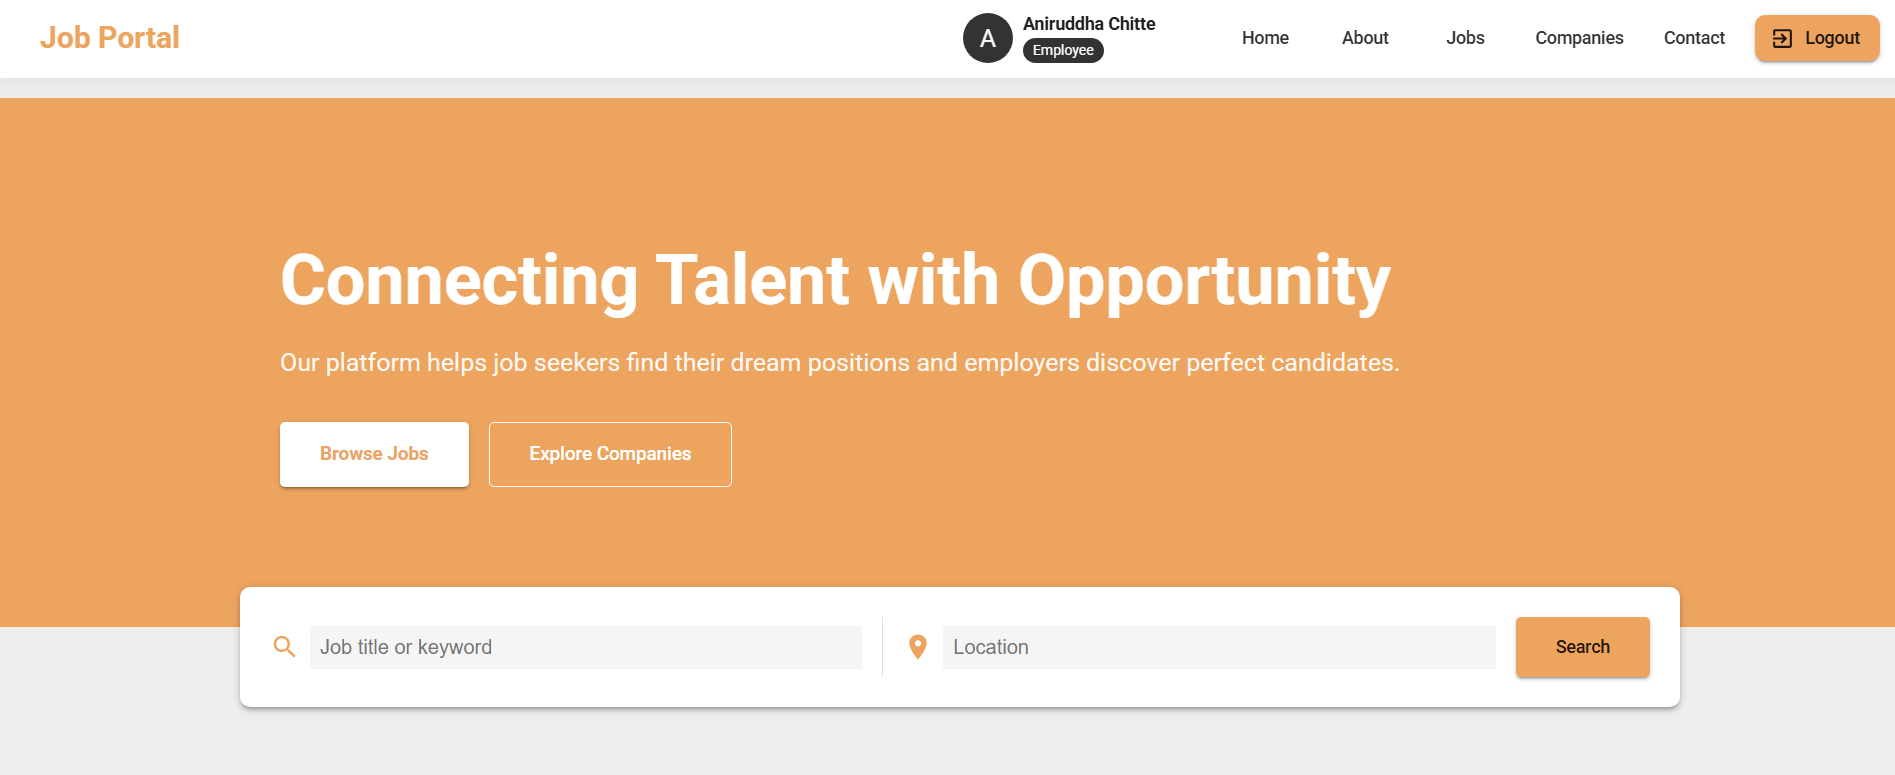 Job Portal
A
Aniruddha Chitte
Employee
Home
About
Jobs
Companies
Contact
Logout
Connecting Talent with Opportunity
Our platform helps job seekers find their dream positions and employers discover perfect candidates.
Browse Jobs
Explore Companies
Job title or keyword
Location
Search